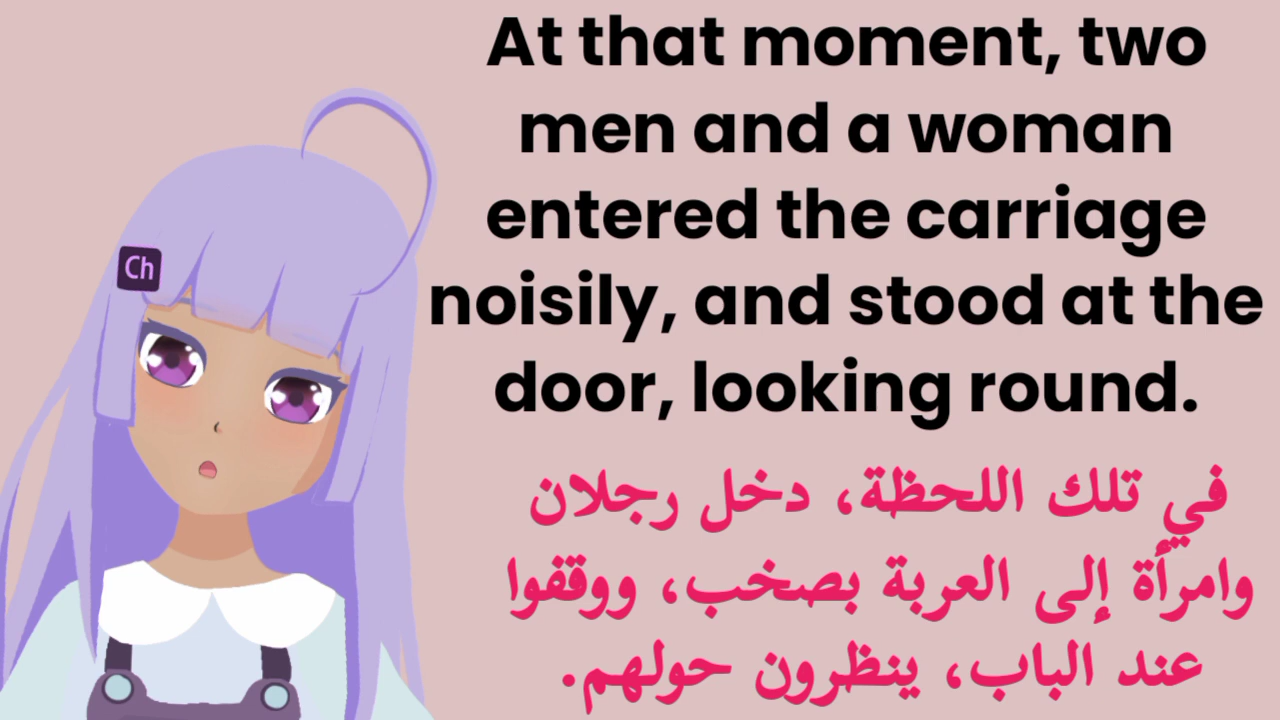 At that moment, two
men and a woman
entered the carriage
noisily, and stood at the
door, looking round.
Ch
في تلك اللحظة، دخل رجلان
وامرأة إلى العربة بصخب، ووقفوا
عند الباب، ينظرون حولهم.